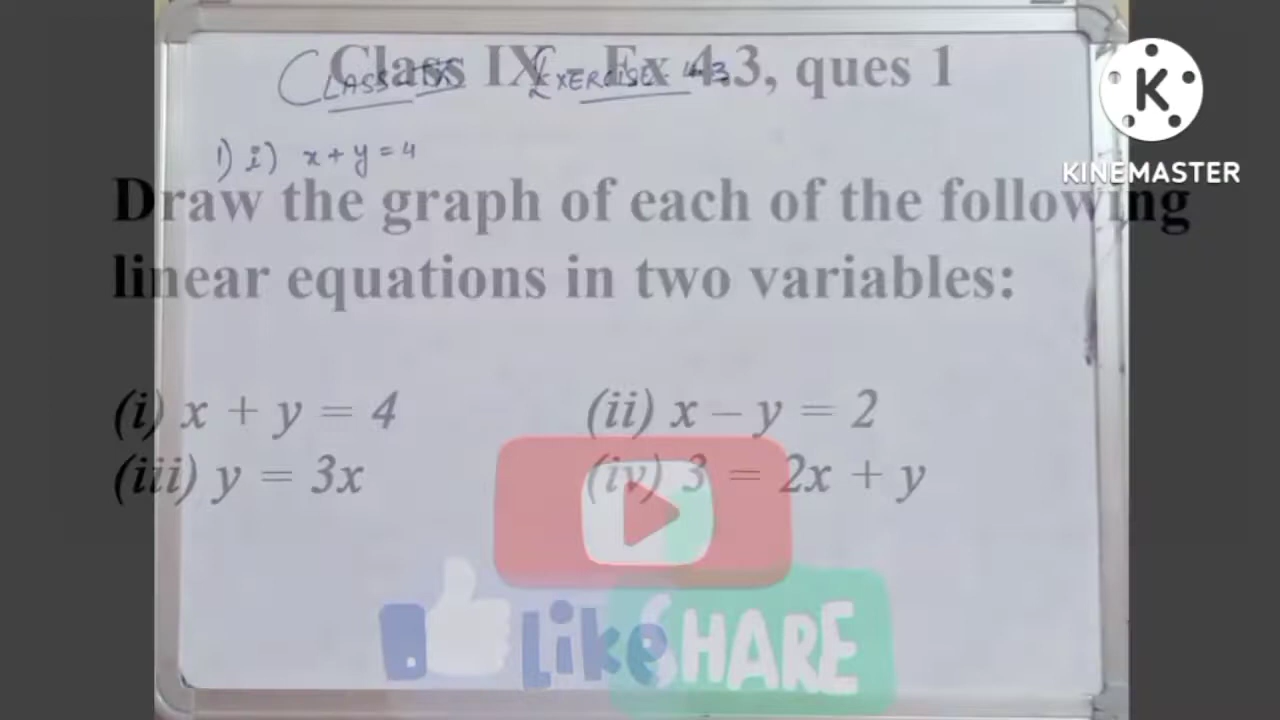 Class IX - Ex 4.3, ques 1
CLASS IX EXERCISE 4.3
1) i) x + y = 4
Draw the graph of each of the following
linear equations in two variables:
(i) x + y = 4 (ii) x – y = 2
(iii) y = 3x (iv) 3 = 2x + y
Like SHARE
K
KINEMASTER